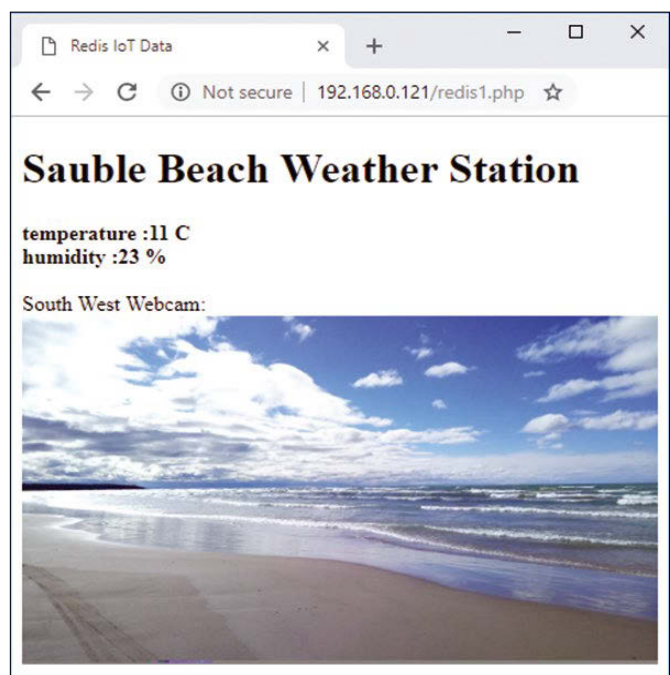 Redis IoT Data
Not secure | 192.168.0.121/redis1.php
Sauble Beach Weather Station
temperature :11 C
humidity :23 %
South West Webcam: